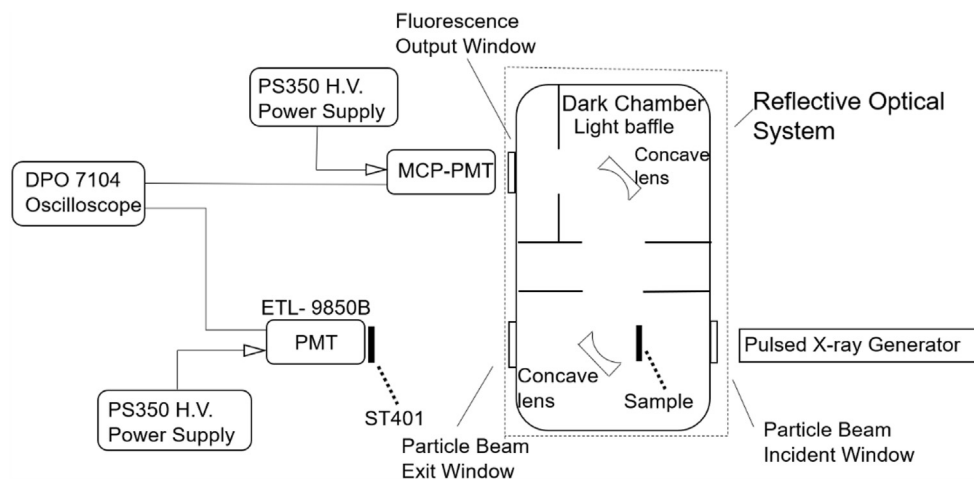 Fluorescence
Output Window
PS350 H.V.
Power Supply
Dark Chamber
Light baffle
Reflective Optical
System
Concave
lens
MCP-PMT
DPO 7104
Oscilloscope
ETL- 9850B
PMT
Pulsed X-ray Generator
Concave
lens
Sample
PS350 H.V.
Power Supply
ST401
Particle Beam
Exit Window
Particle Beam
Incident Window